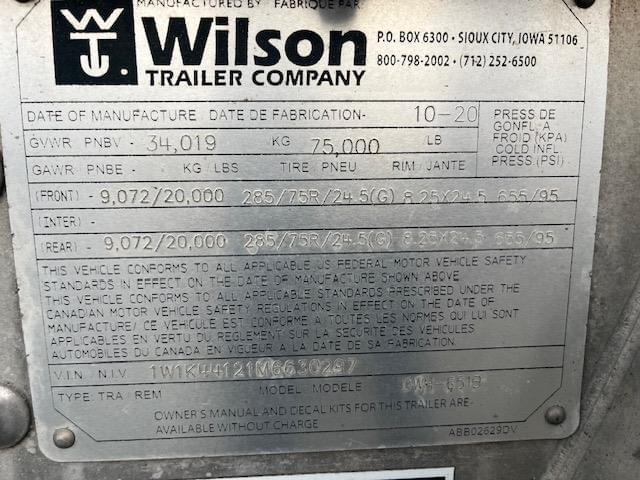 MANUFACTURED BY / FABRIQUE PAR
WT. Wilson
TRAILER COMPANY
P.O. BOX 6300 • SIOUX CITY, IOWA 51106
800-798-2002 • (712) 252-6500
DATE OF MANUFACTURE / DATE DE FABRICATION- 10-20
PRESS DE
GONFL A
FROID (KPA)
COLD INFL
PRESS (PSI)
GVWR PNBV - 34,019 KG 75,000 /LB
GAWR PNBE - KG / LBS TIRE / PNEU RIM / JANTE
(FRONT) - 9,072/20,000 285/75R/24.5(G) 8.25X24.5 655/95
(INTER) -
(REAR) - 9,072/20,000 285/75R/24.5(G) 8.25X24.5 655/95
THIS VEHICLE CONFORMS TO ALL APPLICABLE US FEDERAL MOTOR VEHICLE SAFETY
STANDARDS IN EFFECT ON THE DATE OF MANUFACTURE SHOWN ABOVE
THIS VEHICLE CONFORMS TO ALL APPLICABLE STANDARDS PRESCRIBED UNDER THE
CANADIAN MOTOR VEHICLE SAFETY REGULATIONS IN EFFECT ON THE DATE OF
MANUFACTURE/ CE VEHICULE EST CONFORME A TOUTES LES NORMES QUI LUI SONT
APPLICABLES EN VERTU DU REGLEMENT SUR LA SECURITE DES VEHICULES
AUTOMOBILES DU CANADA EN VIGUEUR A LA DATE DE SA FABRICATION.
V.I.N. / N.I.V. 1W1K44121M6630297
TYPE: TRA / REM MODEL / MODELE
OWNER'S MANUAL AND DECAL KITS FOR THIS TRAILER ARE
AVAILABLE WITHOUT CHARGE ABB02629DV